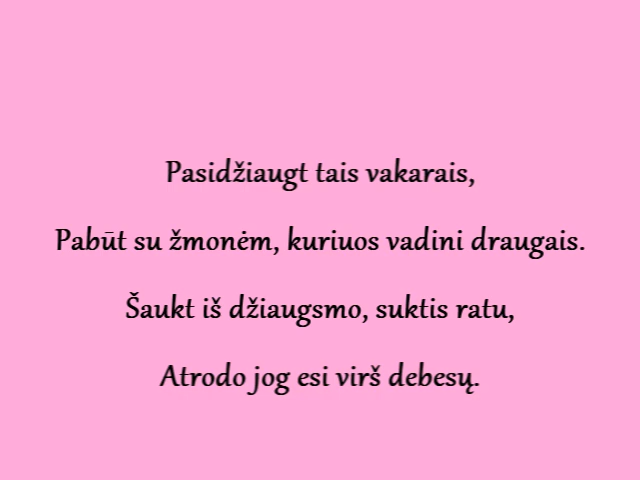 Pasidžiaugt tais vakarais,
Pabūt su žmonėm, kuriuos vadini draugais.
Šaukt iš džiaugsmo, suktis ratu,
Atrodo jog esi virš debesų.